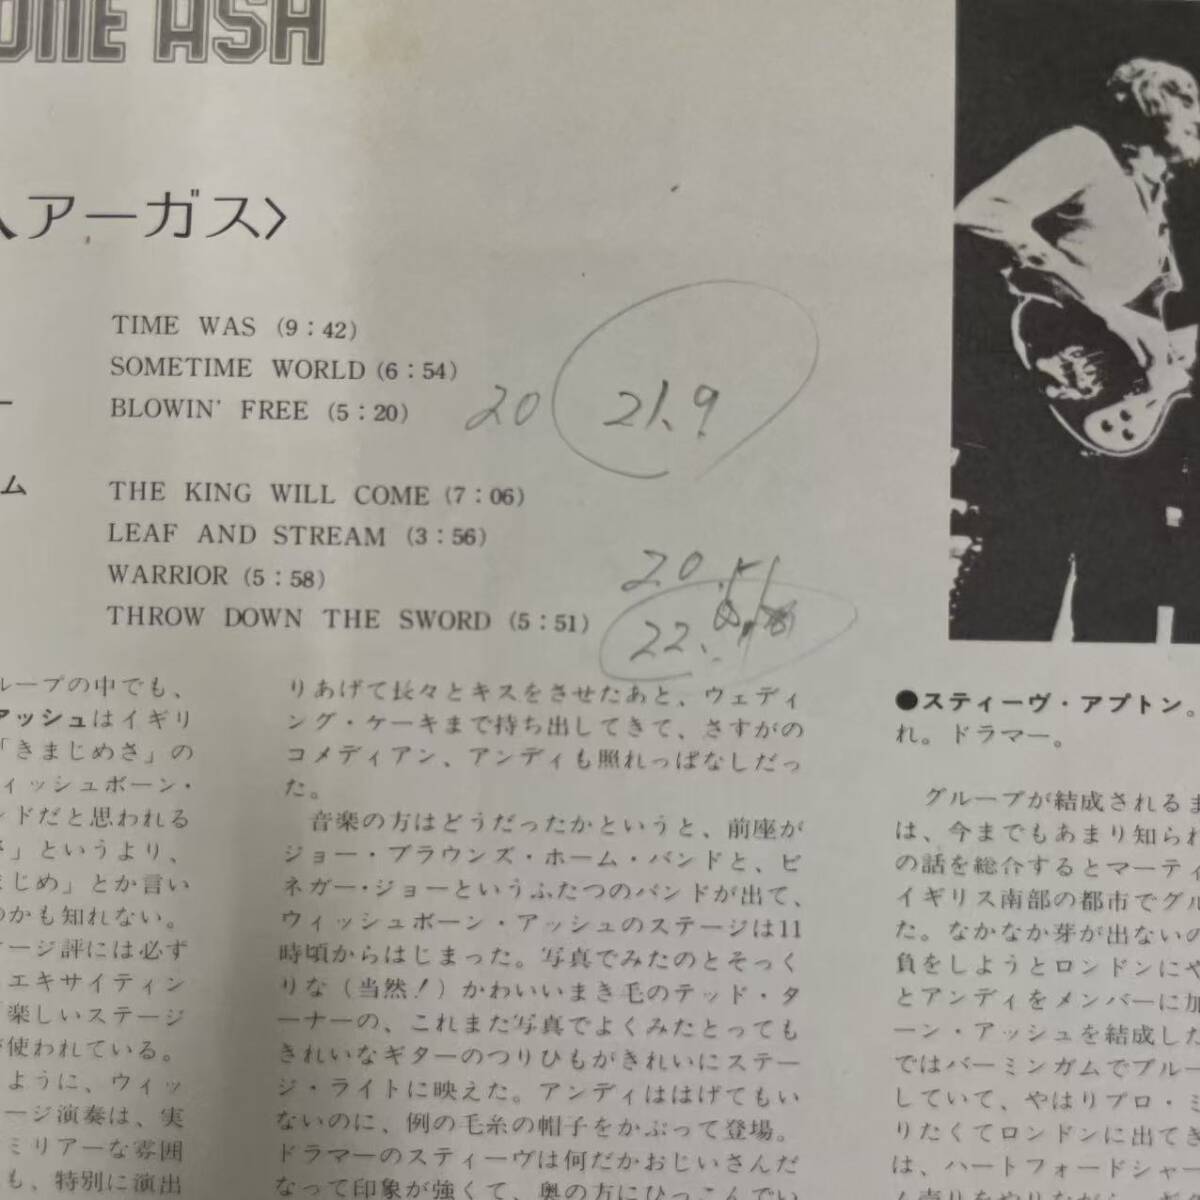 ONE ASH
アーガス〉
TIME WAS (9:42)
SOMETIME WORLD (6:54)
BLOWIN' FREE (5:20)
20
21.9
ー
ム
THE KING WILL COME (7:06)
LEAF AND STREAM (3:56)
WARRIOR (5:58)
THROW DOWN THE SWORD (5:51)
20.51
22.
ループの中でも、
アッシュはイギリ
「きまじめさ」の
ィッシュボーン・
ンドだと思われる
さ」というより、
まじめ」とか言い
のかも知れない。
ージ評には必ず
エキサイティン
楽しいステージ
使われている。
ように、ウィッ
ージ演奏は、実
ミリアーな雰囲
も、特別に演出
りあげて長々とキスをさせたあと、ウェディ
ング・ケーキまで持ち出してきて、さすがの
コメディアン、アンディも照れっぱなしだっ
た。
音楽の方はどうだったかというと、前座が
ジョー・ブラウンズ・ホーム・バンドと、ビ
ネガー・ジョーというふたつのバンドが出て、
ウィッシュボーン・アッシュのステージは11
時頃からはじまった。写真でみたのとそっく
りな（当然！）かわいいまき毛のテッド・タ
ーナーの、これまた写真でよくみたとっても
きれいなギターのつりひもがきれいにステー
ジ・ライトに映えた。アンディははげてもい
ないのに、例の毛糸の帽子をかぶって登場。
ドラマーのスティーヴは何だかおじいさんだ
なって印象が強くて、奥の方にひっこんでい
●スティーヴ・アプトン。
れ。ドラマー。
グループが結成されるま
は、今までもあまり知られ
の話を総介するとマーティ
イギリス南部の都市でグル
た。なかなか芽が出ないの
負をしようとロンドンにや
とアンディをメンバーに加
ーン・アッシュを結成した
ではバーミンガムでブルー
していて、やはりプロ・ミ
りたくてロンドンに出てき
は、ハートフォードシャー